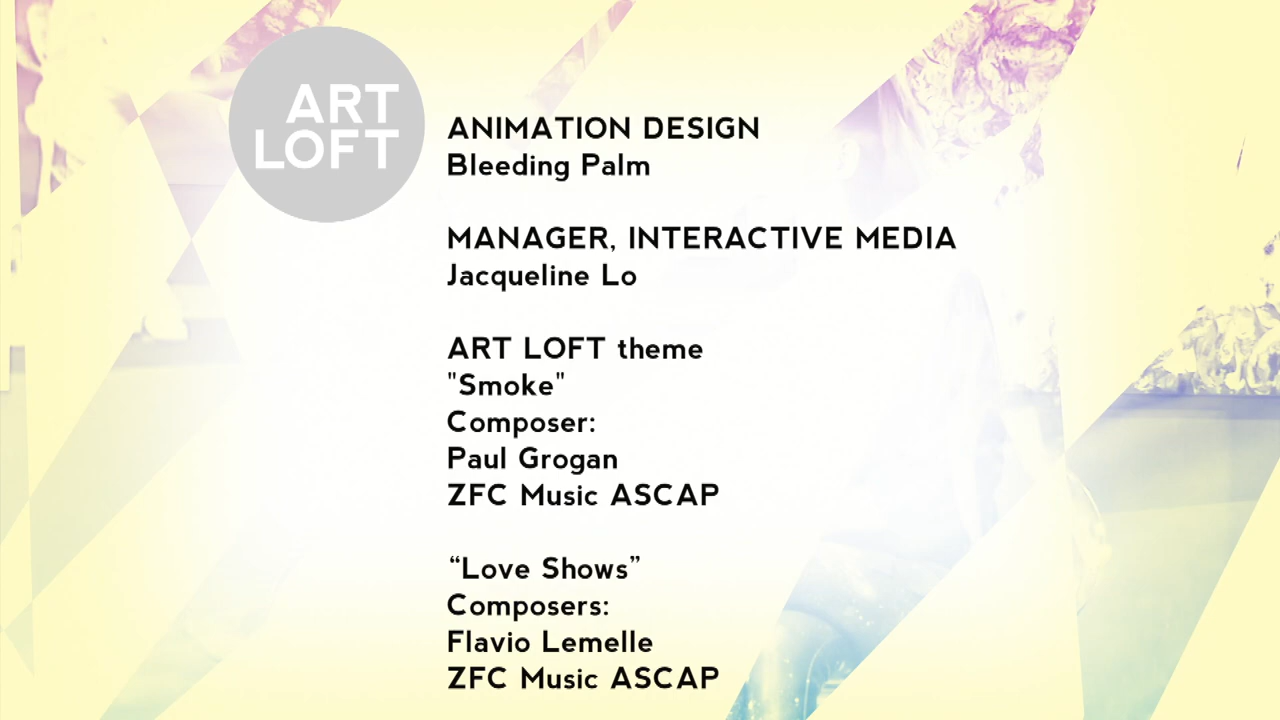 ART
LOFT
ANIMATION DESIGN
Bleeding Palm
MANAGER, INTERACTIVE MEDIA
Jacqueline Lo
ART LOFT theme
"Smoke"
Composer:
Paul Grogan
ZFC Music ASCAP
“Love Shows”
Composers:
Flavio Lemelle
ZFC Music ASCAP